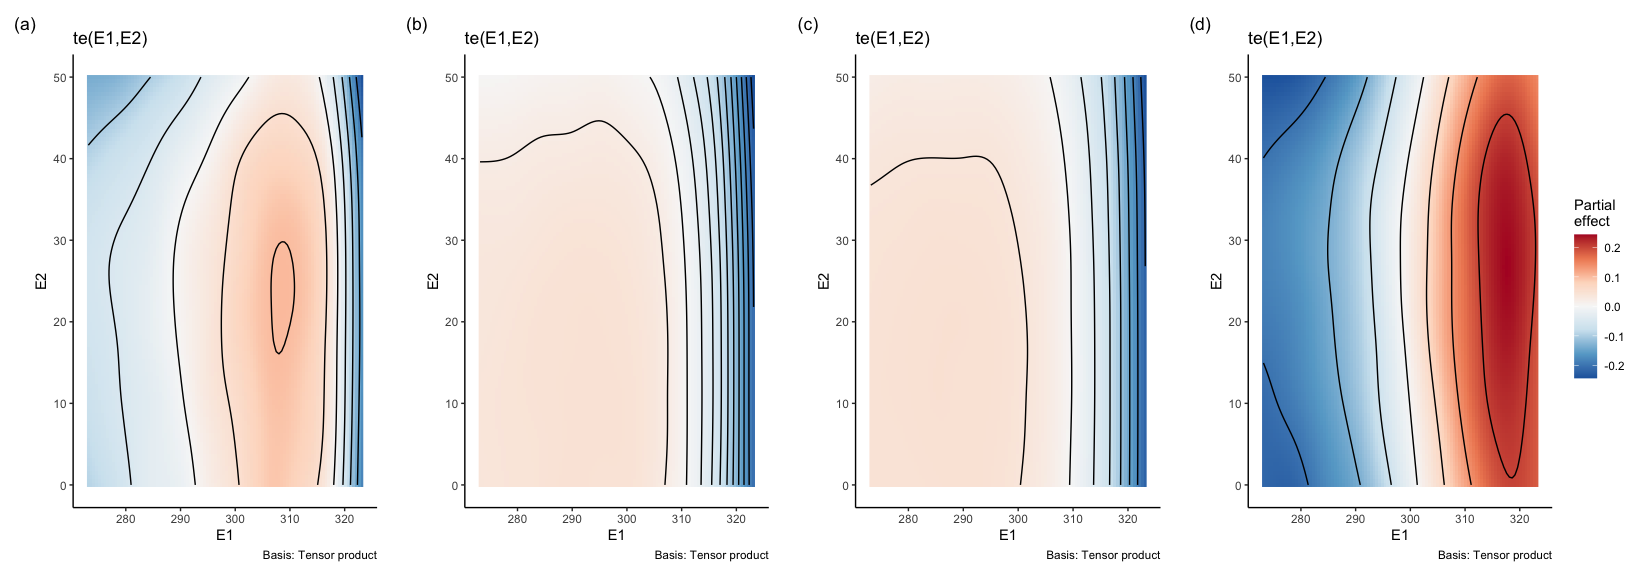 (a)
te(E1,E2)
50
40
30
20
10
0
E2
280 290 300 310 320
E1
Basis: Tensor product
(b)
te(E1,E2)
50
40
30
20
10
0
E2
280 290 300 310 320
E1
Basis: Tensor product
(c)
te(E1,E2)
50
40
30
20
10
0
E2
280 290 300 310 320
E1
Basis: Tensor product
(d)
te(E1,E2)
50
40
30
20
10
0
E2
280 290 300 310 320
E1
Basis: Tensor product
Partial
effect
0.2
0.1
0.0
-0.1
-0.2